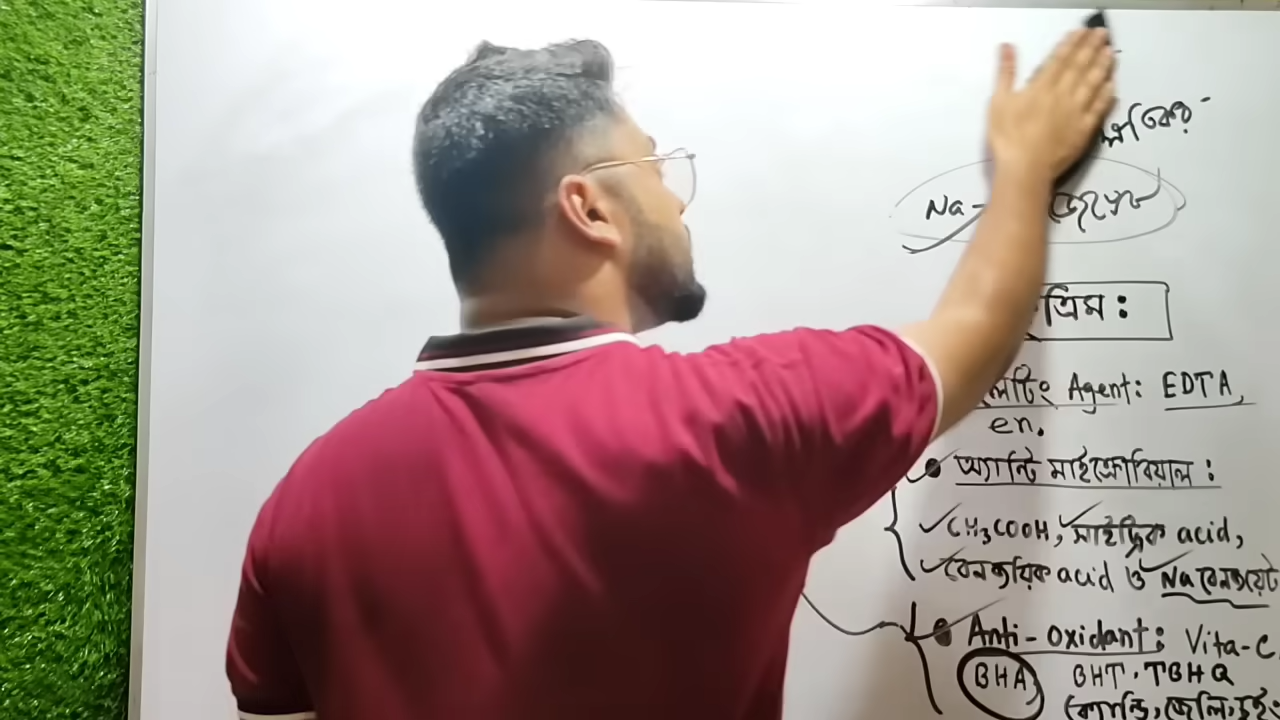 Na-
ত্রিম :
Agent: EDTA,
en.
অ্যান্টি মাইক্রোবিয়াল :
CH₃COOH, সাইট্রিক acid,
বেনজয়িক acid ও Na বেনজয়েট
Anti-oxidant: Vita-C,
BHA, BHT, TBHQ